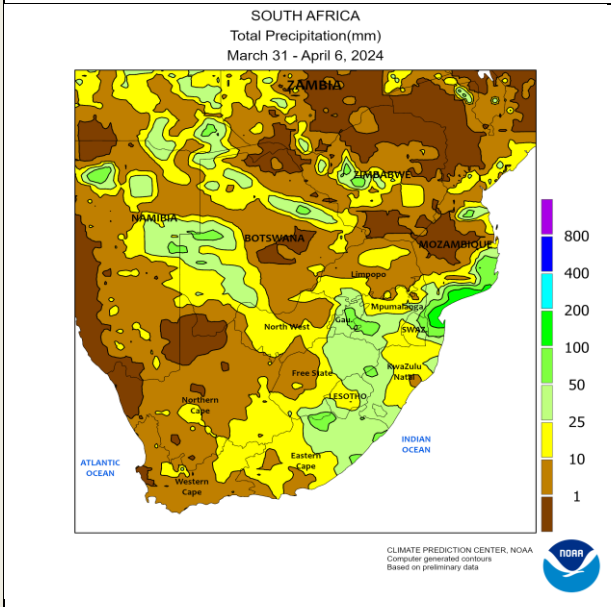 SOUTH AFRICA
Total Precipitation(mm)
March 31 - April 6, 2024
ZAMBIA
ZIMBABWE
NAMIBIA
BOTSWANA
MOZAMBIQUE
Limpopo
Mpumalanga
Gau.
SWAZ.
North West
KwaZulu
Natal
Free State
LESOTHO
Northern
Cape
Eastern
Cape
Western
Cape
ATLANTIC
OCEAN
INDIAN
OCEAN
800
400
200
100
50
25
10
1
CLIMATE PREDICTION CENTER, NOAA
Computer generated contours
Based on preliminary data
NOAA